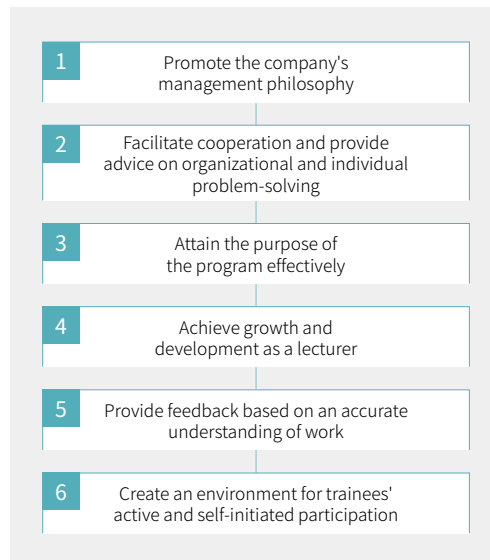 1
Promote the company's
management philosophy
2
Facilitate cooperation and provide
advice on organizational and individual
problem-solving
3
Attain the purpose of
the program effectively
4
Achieve growth and
development as a lecturer
5
Provide feedback based on an accurate
understanding of work
6
Create an environment for trainees'
active and self-initiated participation